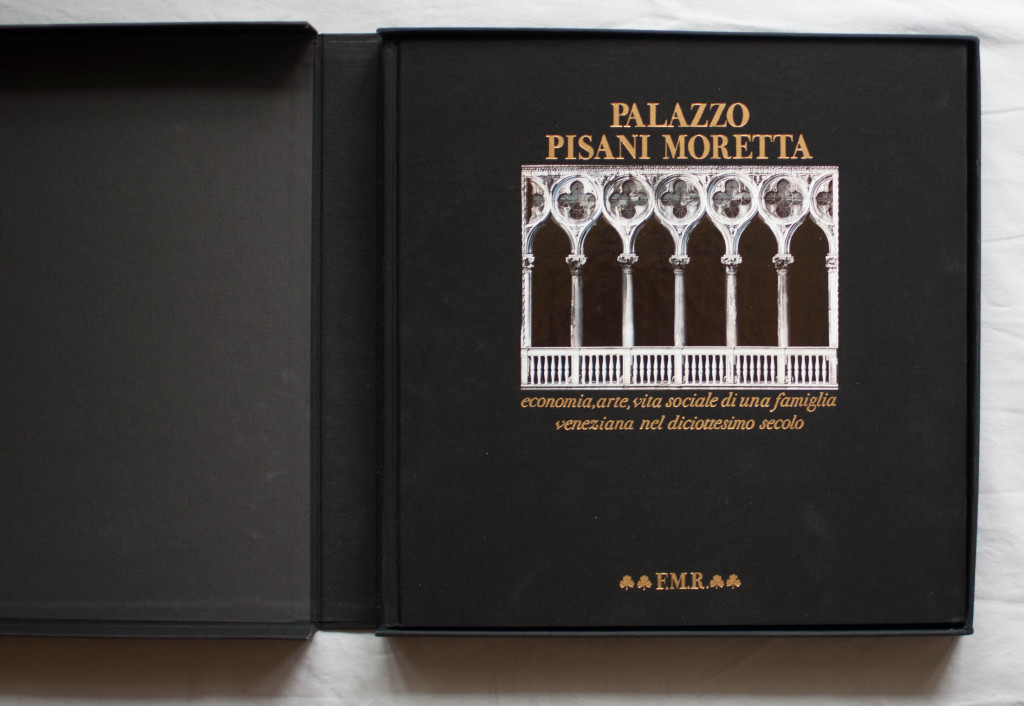 PALAZZO
PISANI MORETTA
economia, arte, vita sociale di una famiglia
veneziana nel diciottesimo secolo
F.M.R.